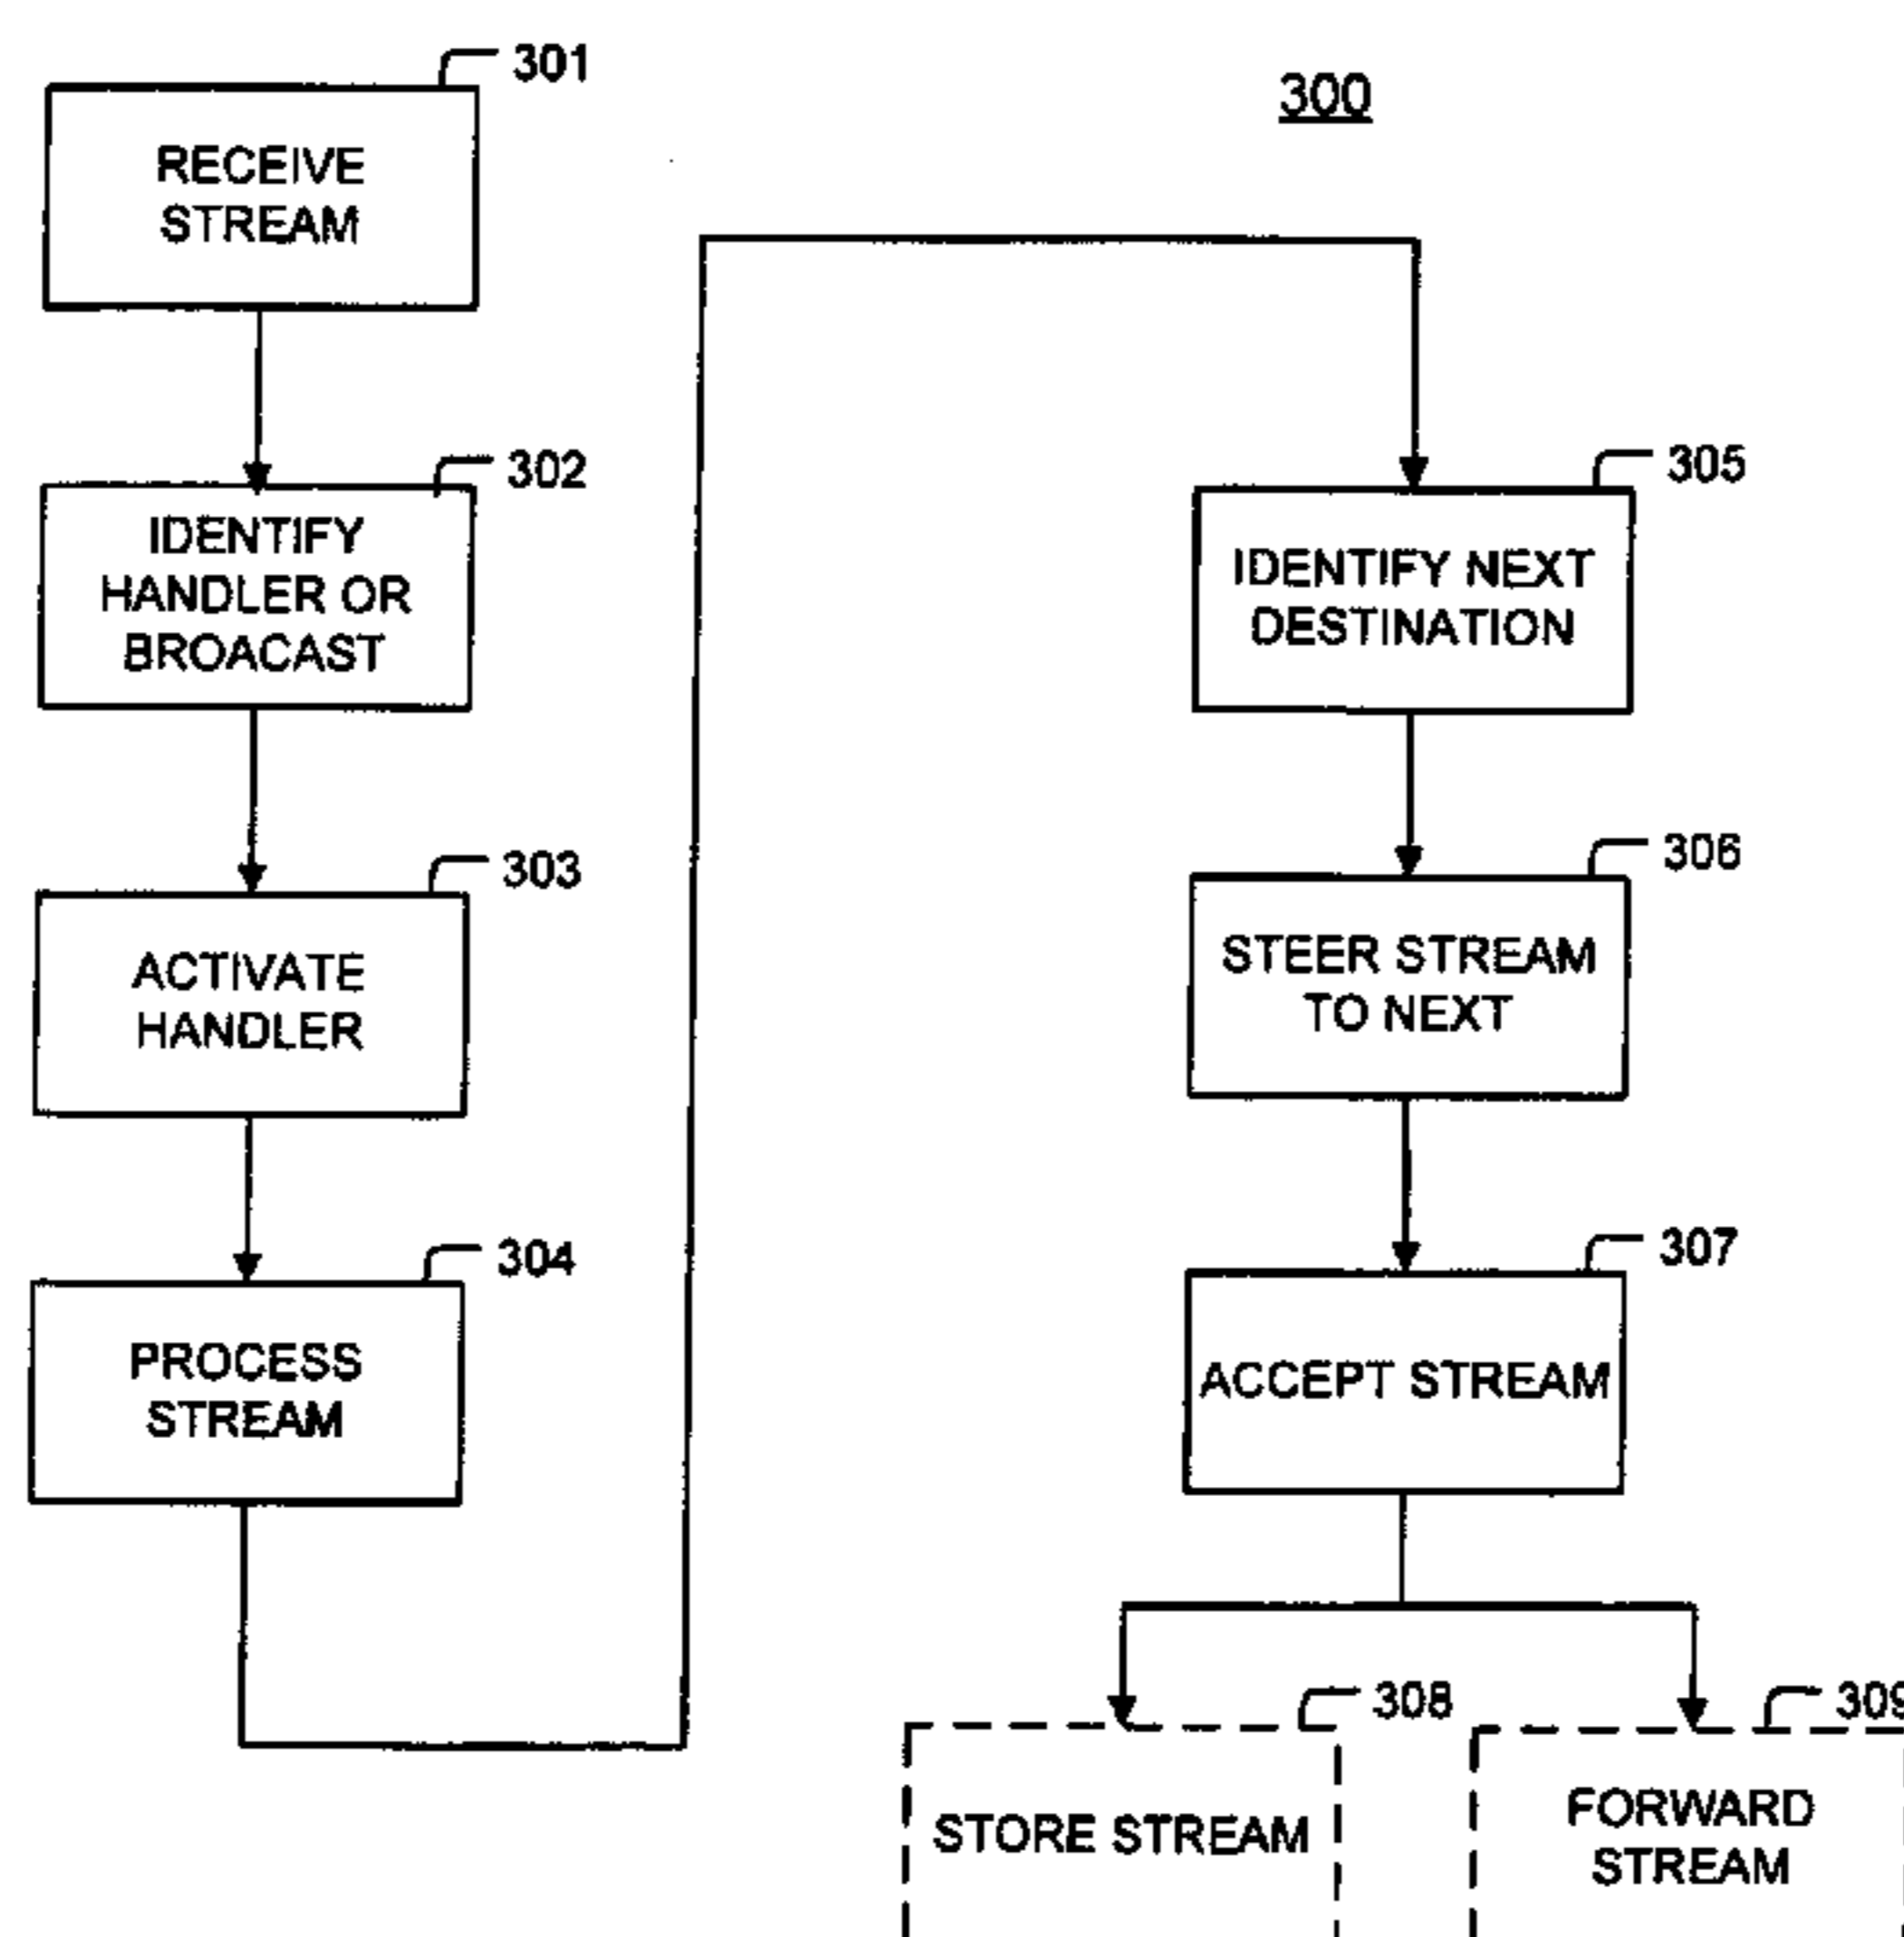 301
RECEIVE
STREAM
302
IDENTIFY
HANDLER OR
BROACAST
303
ACTIVATE
HANDLER
304
PROCESS
STREAM
300
305
IDENTIFY NEXT
DESTINATION
306
STEER STREAM
TO NEXT
307
ACCEPT STREAM
308
STORE STREAM
309
FORWARD
STREAM